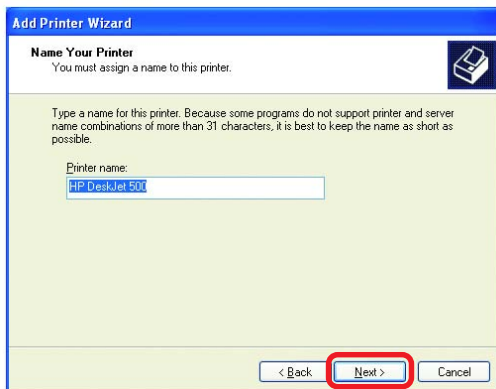 Add Printer Wizard
Name Your Printer
You must assign a name to this printer.
Type a name for this printer. Because some programs do not support printer and server
name combinations of more than 31 characters, it is best to keep the name as short as
possible.
Printer name:
HP DeskJet 500
< Back Next > Cancel